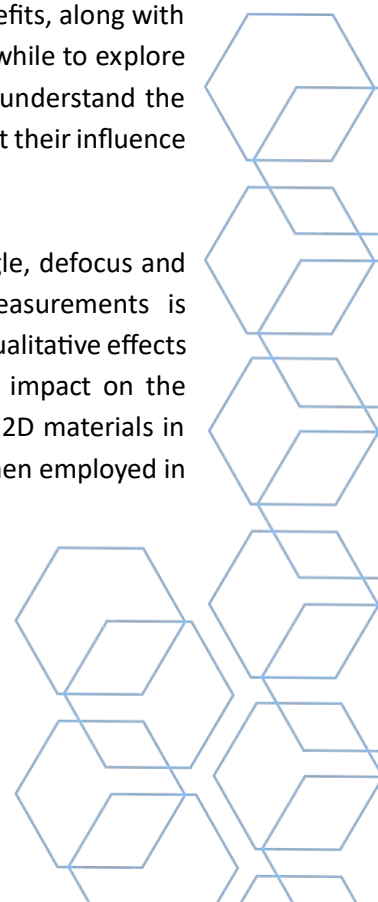 efits, along with
while to explore
understand the
t their influence
gle, defocus and
easurements is
ualitative effects
impact on the
2D materials in
hen employed in